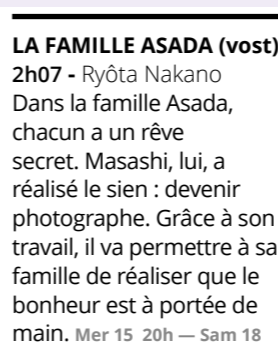 LA FAMILLE ASADA (vost)
2h07 - Ryôta Nakano
Dans la famille Asada,
chacun a un rêve
secret. Masashi, lui, a
réalisé le sien : devenir
photographe. Grâce à son
travail, il va permettre à sa
famille de réaliser que le
bonheur est à portée de
main. Mer 15  20h — Sam 18